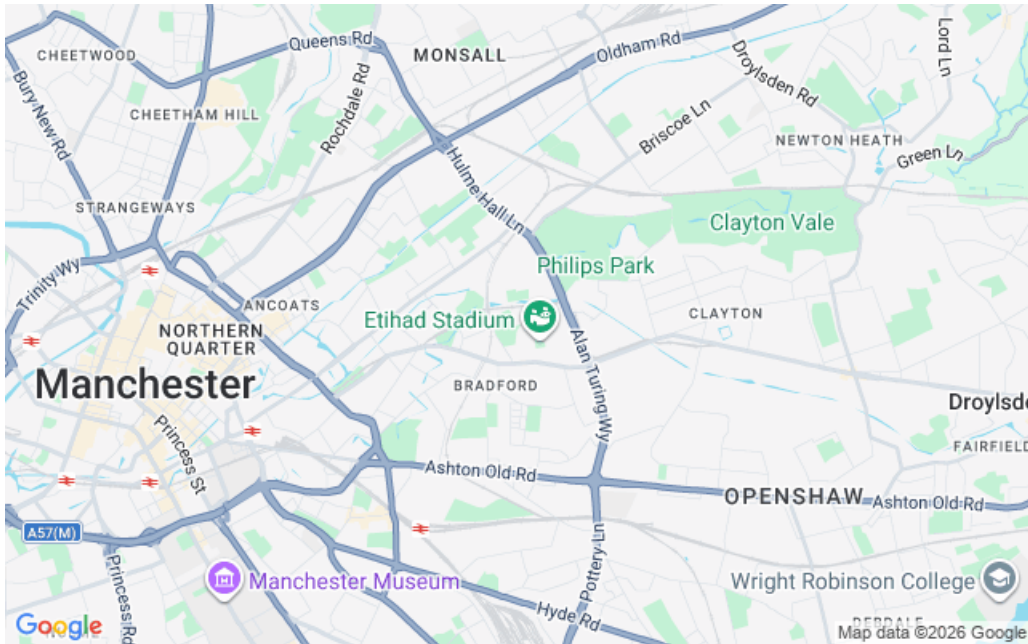 Queens Rd
MONSALL
Oldham Rd
Lord Ln
CHEETWOOD
Droylsden Rd
Bury New Rd
Rochdale Rd
CHEETHAM HILL
Briscoe Ln
NEWTON HEATH
Green Ln
Hulme Hall Ln
STRANGEWAYS
Clayton Vale
Trinity Wy
Philips Park
ANCOATS
Etihad Stadium
CLAYTON
NORTHERN
QUARTER
Alan Turing Wy
Manchester
BRADFORD
Droylsde
Princess St
FAIRFIELD
Ashton Old Rd
OPENSHAW
Ashton Old Rd
A57(M)
Princess Rd
Manchester Museum
Pottery Ln
Wright Robinson College
Hyde Rd
Google
Map data ©2026 Google